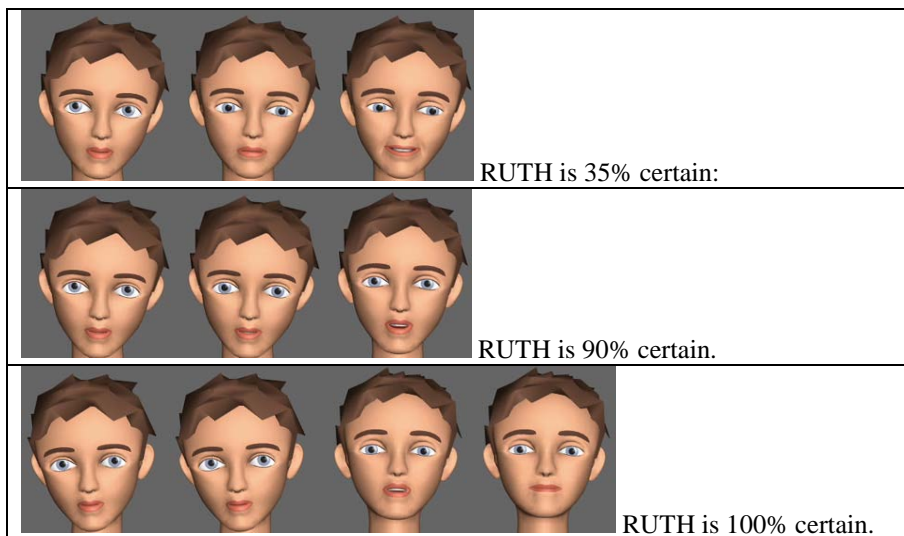 RUTH is 35% certain:
RUTH is 90% certain.
RUTH is 100% certain.